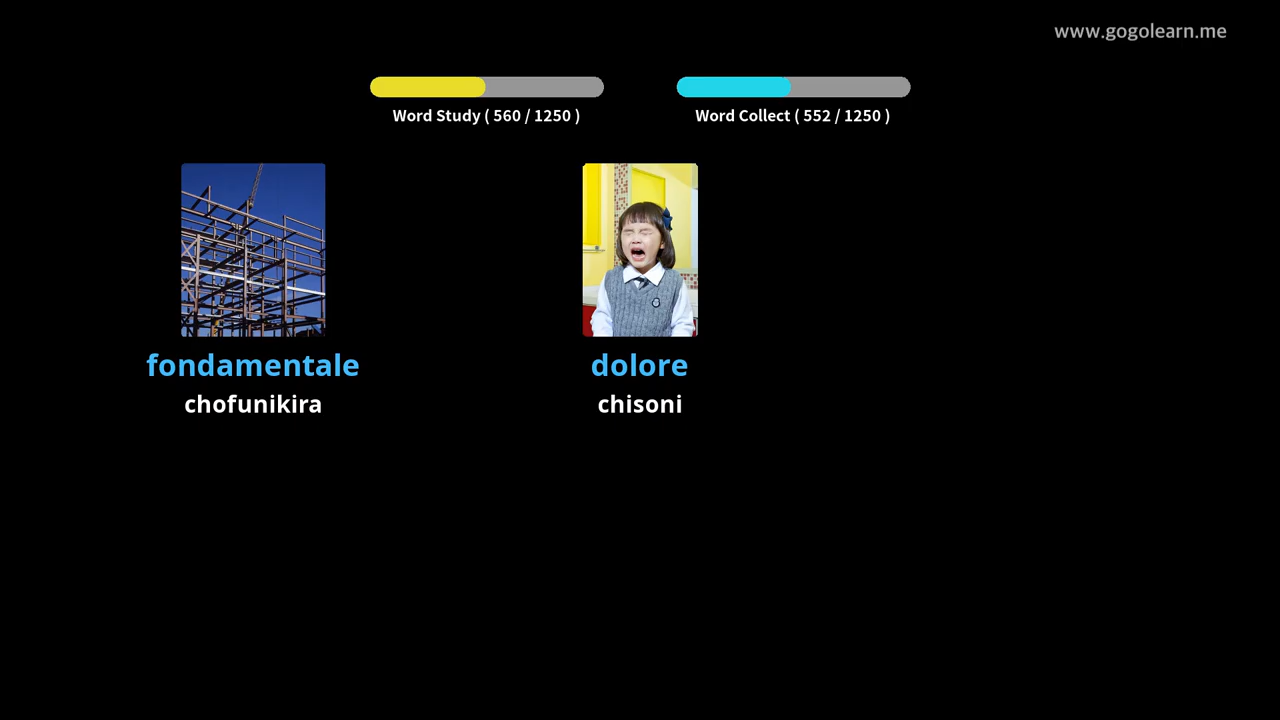 www.gogolearn.me
Word Study ( 560 / 1250 )
Word Collect ( 552 / 1250 )
fondamentale
chofunikira
dolore
chisoni